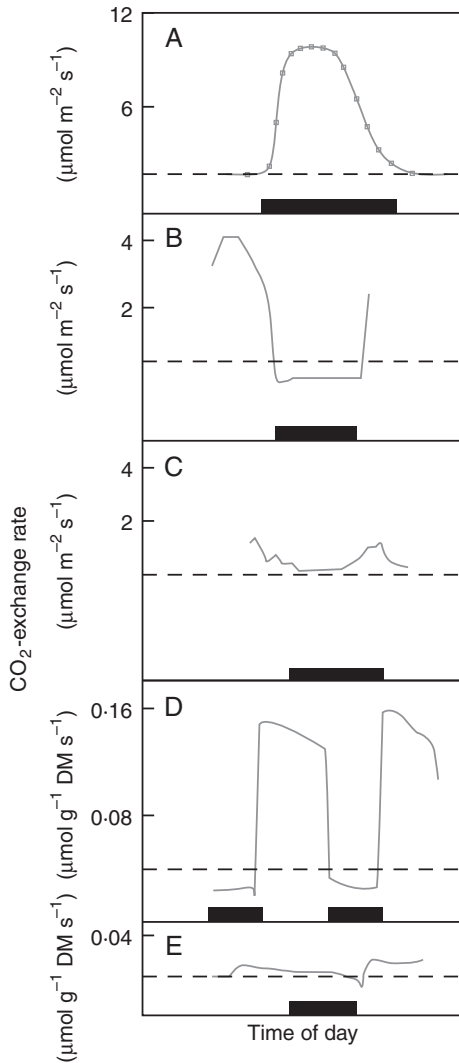 12
A
6
(μmol m⁻² s⁻¹)
B
4
2
(μmol m⁻² s⁻¹)
C
4
2
(μmol m⁻² s⁻¹)
CO₂-exchange rate
D
0·16
0·08
(μmol g⁻¹ DM s⁻¹)
E
0·04
(μmol g⁻¹ DM s⁻¹)
Time of day